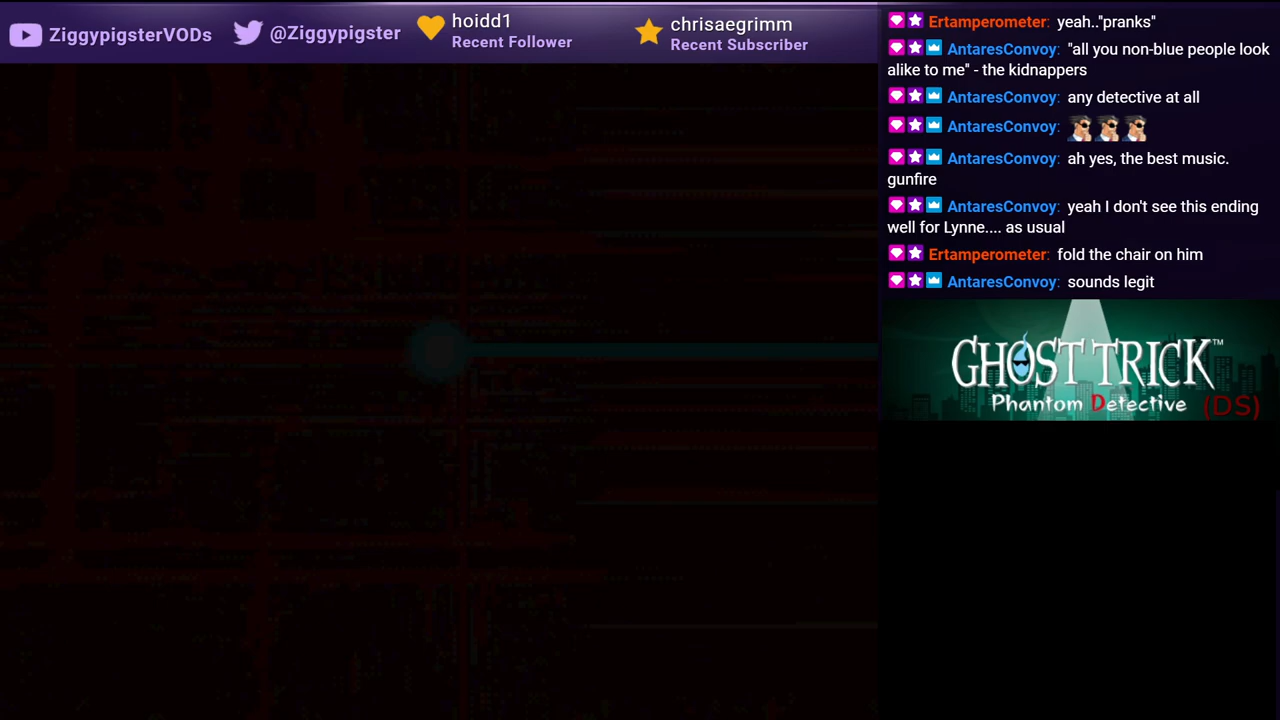 ZiggypigsterVODs
@Ziggypigster
hoidd1
Recent Follower
chrisaegrimm
Recent Subscriber
Ertamperometer: yeah.."pranks"
AntaresConvoy: "all you non-blue people look
alike to me" - the kidnappers
AntaresConvoy: any detective at all
AntaresConvoy:
AntaresConvoy: ah yes, the best music.
gunfire
AntaresConvoy: yeah I don't see this ending
well for Lynne.... as usual
Ertamperometer: fold the chair on him
AntaresConvoy: sounds legit
GHOST TRICK™
Phantom Detective (DS)